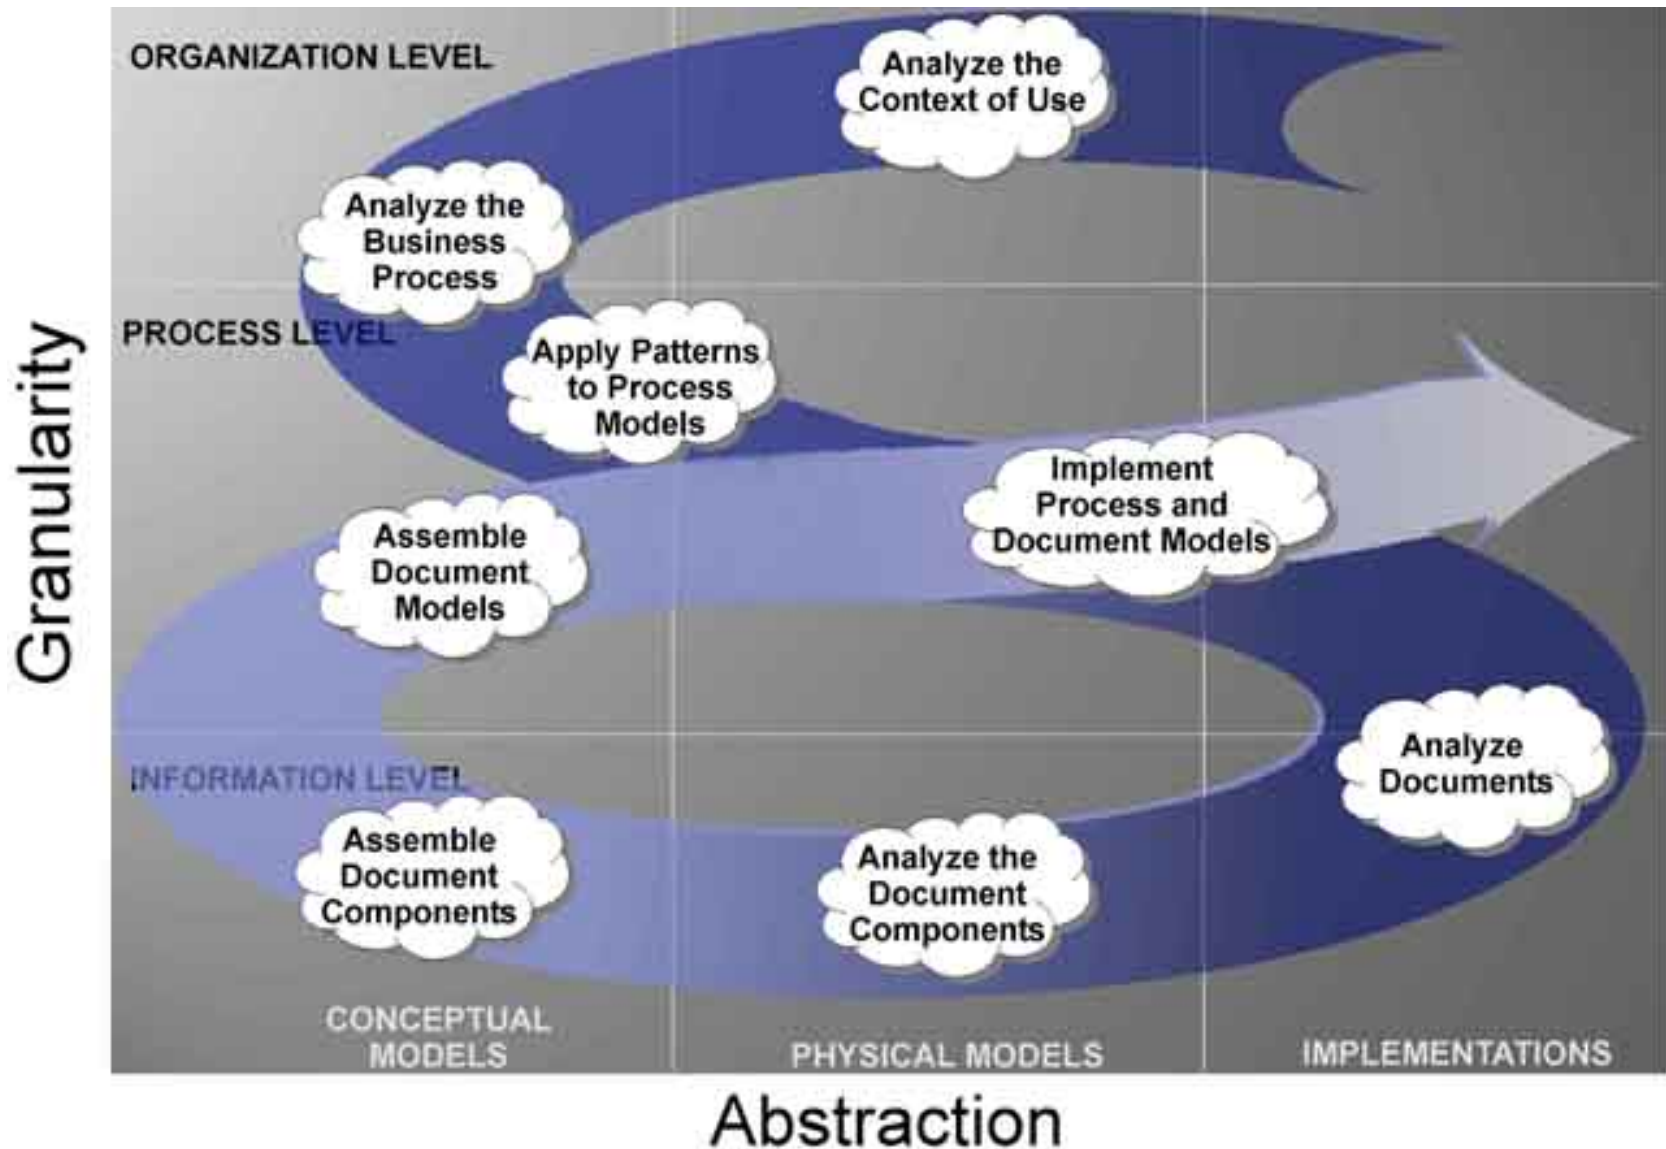 ORGANIZATION LEVEL
Analyze the
Context of Use
Analyze the
Business
Process
PROCESS LEVEL
Apply Patterns
to Process
Models
Granularity
Implement
Process and
Document Models
Assemble
Document
Models
Analyze
Documents
INFORMATION LEVEL
Assemble
Document
Components
Analyze the
Document
Components
CONCEPTUAL
MODELS
PHYSICAL MODELS
IMPLEMENTATIONS
Abstraction